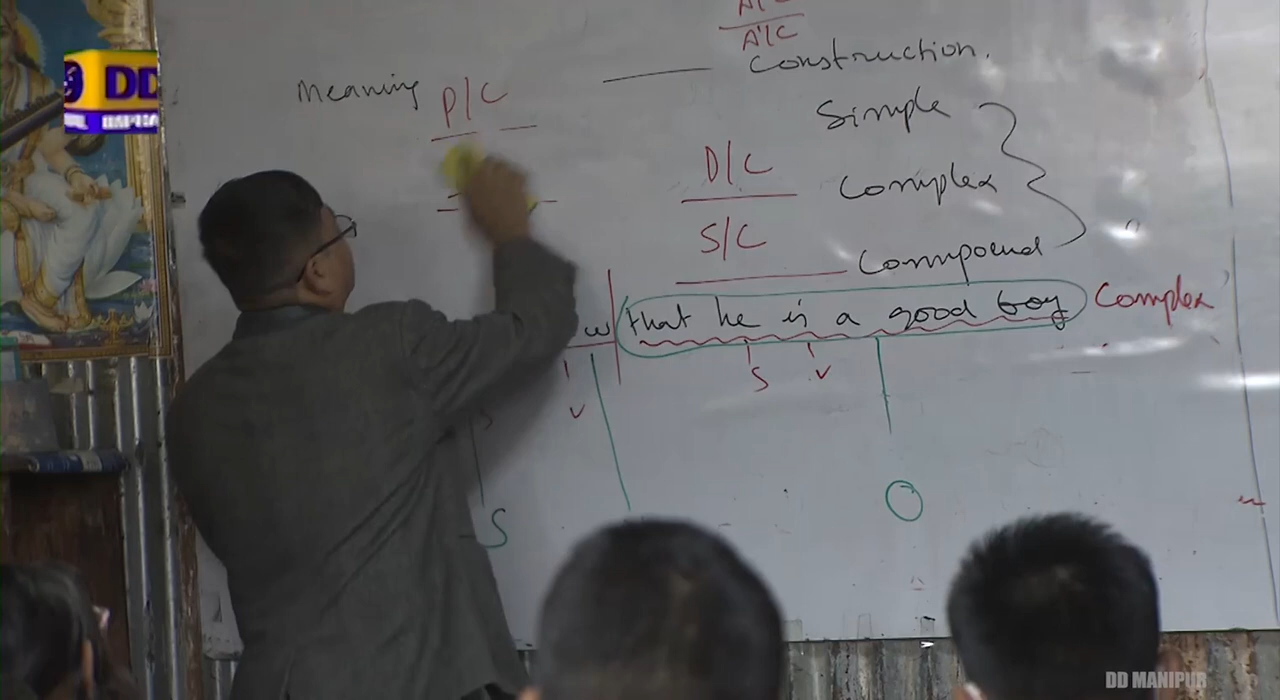 A/C
A'/C
DD
Meaning
P/C
construction.
Simple
D/C
complex
S/C
compound
w that he is a good boy complex
S v
v
S
O
DD MANIPUR